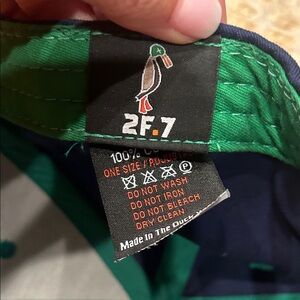 2F.7
100%
ONE SIZE /
DO NOT WASH
DO NOT IRON
DO NOT BLEACH
DRY CLEAN
Made In The Duck